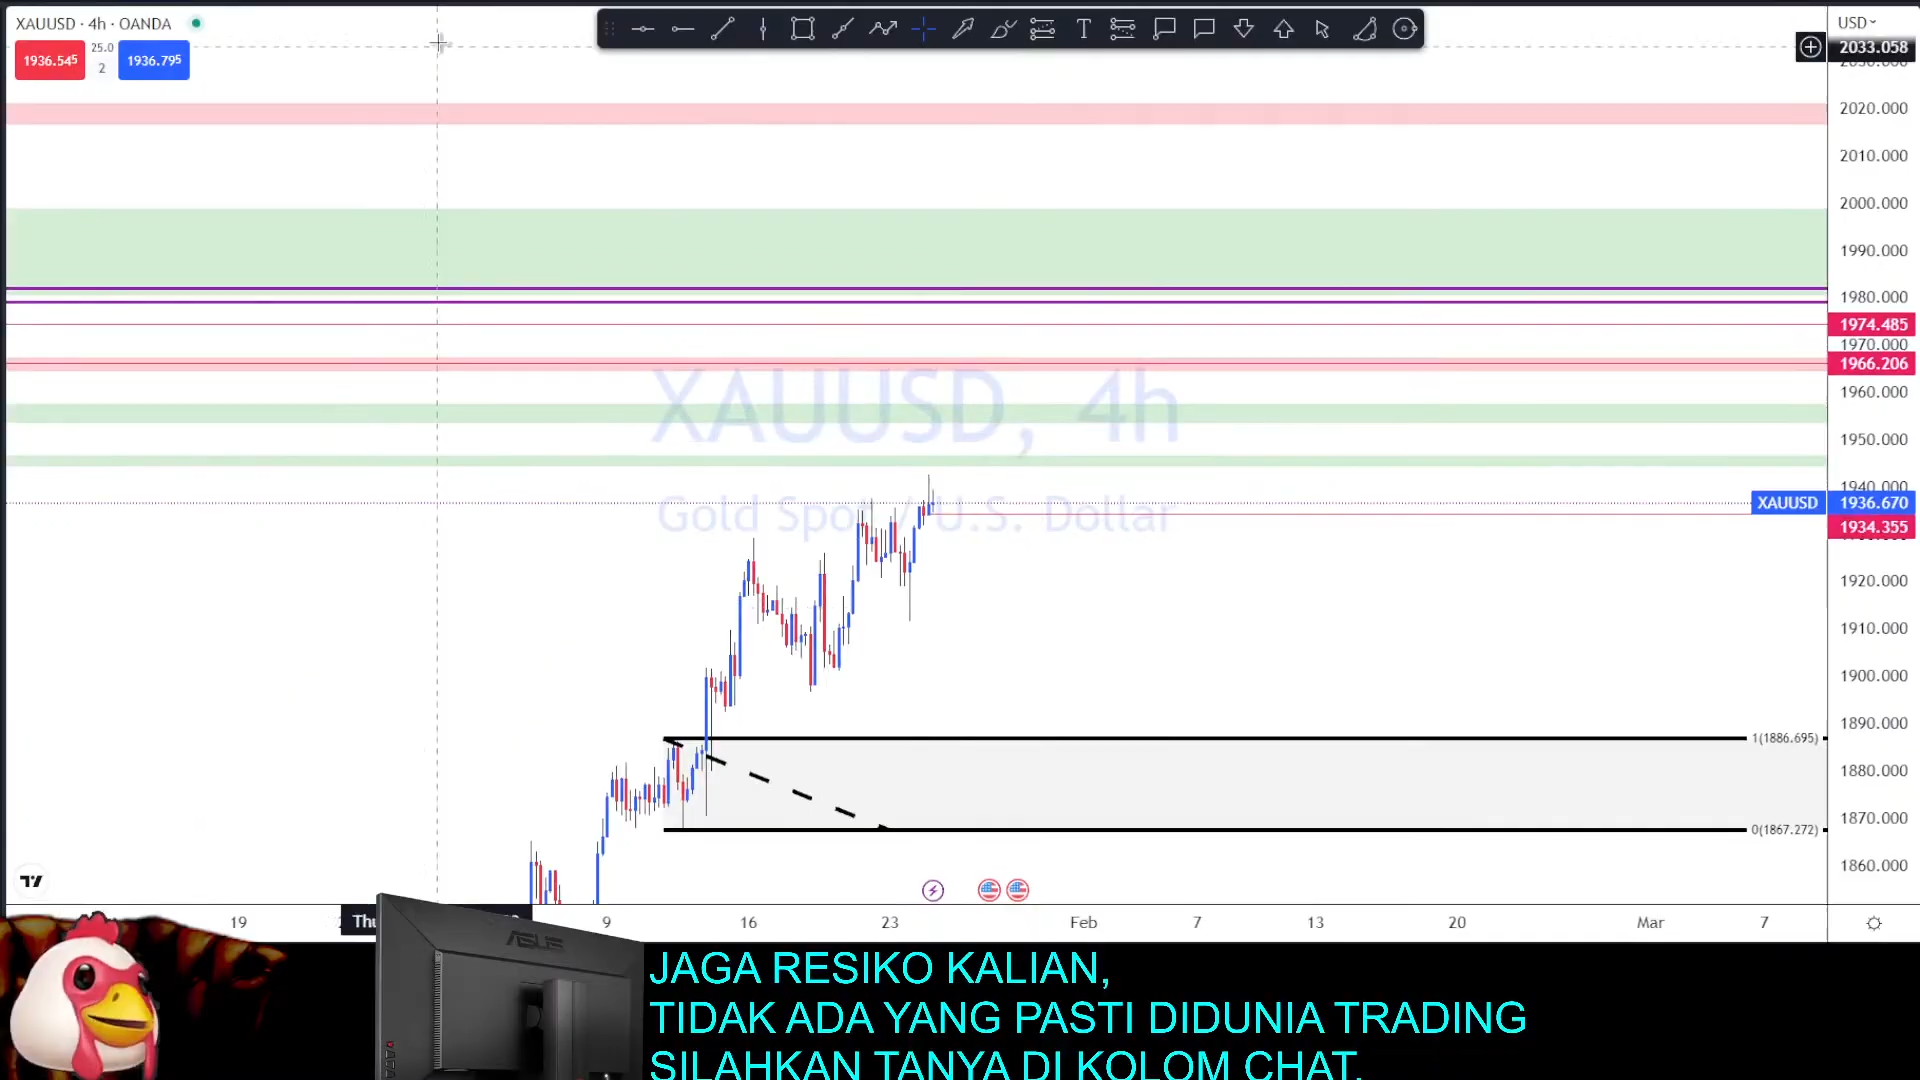 XAUUSD · 4h · OANDA
USD
1936.545
25.0
2
1936.795
2033.058
2020.000
2010.000
2000.000
1990.000
1980.000
1974.485
1970.000
1966.206
1960.000
1950.000
XAUUSD, 4h
Gold Spot / U.S. Dollar
1940.000
XAUUSD
1936.670
1934.355
1920.000
1910.000
1900.000
1890.000
1(1886.695)
1880.000
1870.000
0(1867.272)
1860.000
19
Thu
9
16
23
Feb
7
13
20
Mar
7
ASUS
JAGA RESIKO KALIAN,
TIDAK ADA YANG PASTI DIDUNIA TRADING
SILAHKAN TANYA DI KOLOM CHAT,